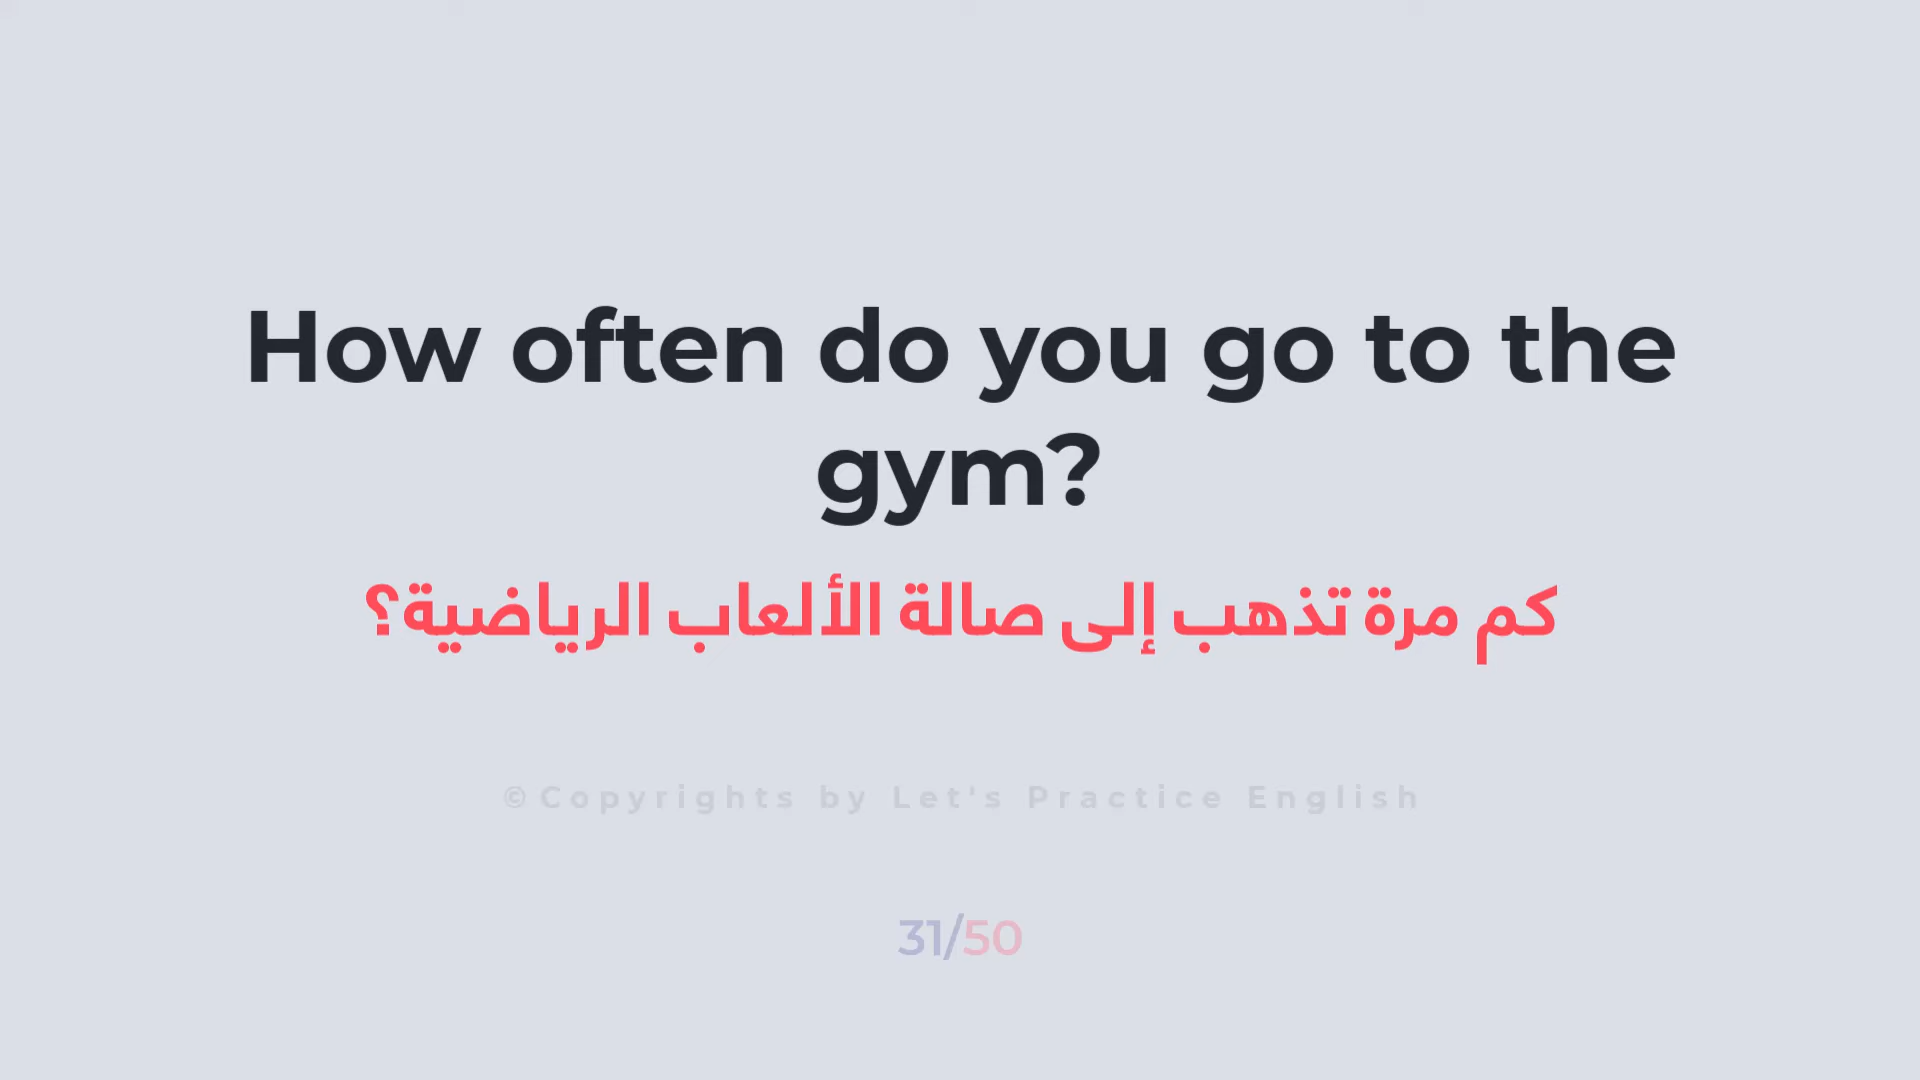 How often do you go to the
gym?
كم مرة تذهب إلى صالة الألعاب الرياضية؟
©Copyrights by Let's Practice English
31/50